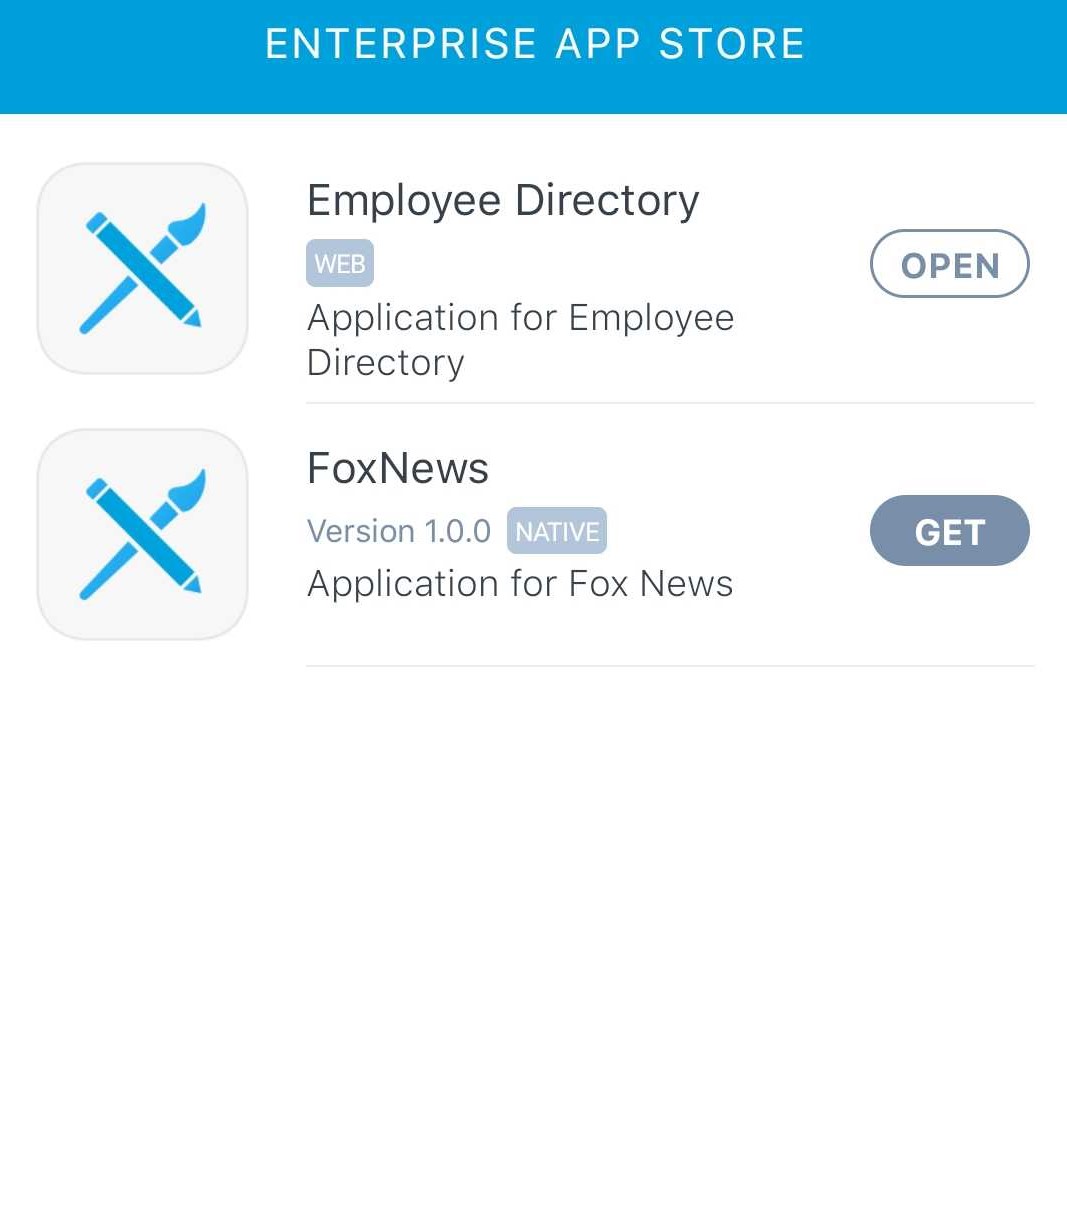 ENTERPRISE APP STORE
Employee Directory
WEB
OPEN
Application for Employee
Directory
FoxNews
Version 1.0.0 NATIVE
GET
Application for Fox News